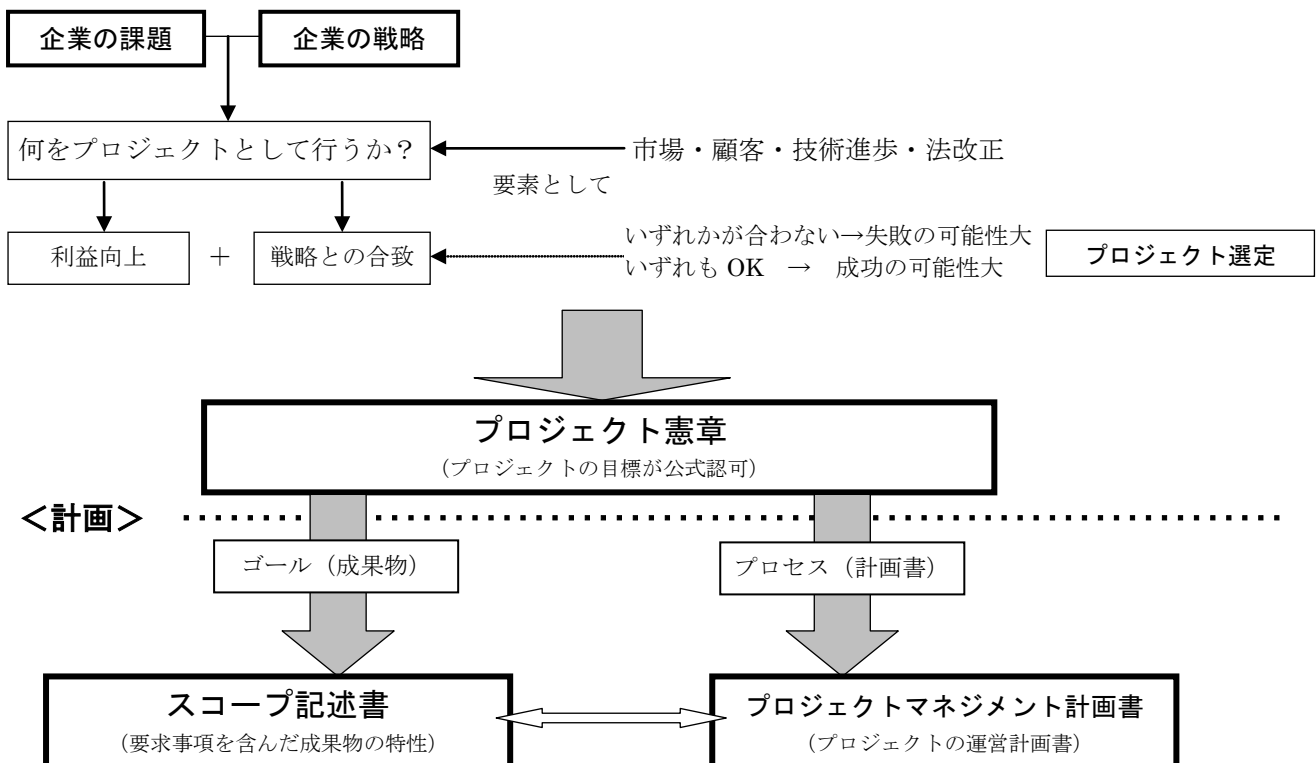 企業の課題
企業の戦略
何をプロジェクトとして行うか?
市場・顧客・技術進歩・法改正
要素として
利益向上
+
戦略との合致
いずれかが合わない→失敗の可能性大
いずれも OK → 成功の可能性大
プロジェクト選定
プロジェクト憲章
(プロジェクトの目標が公式認可)
<計画>
ゴール(成果物)
プロセス(計画書)
スコープ記述書
(要求事項を含んだ成果物の特性)
プロジェクトマネジメント計画書
(プロジェクトの運営計画書)